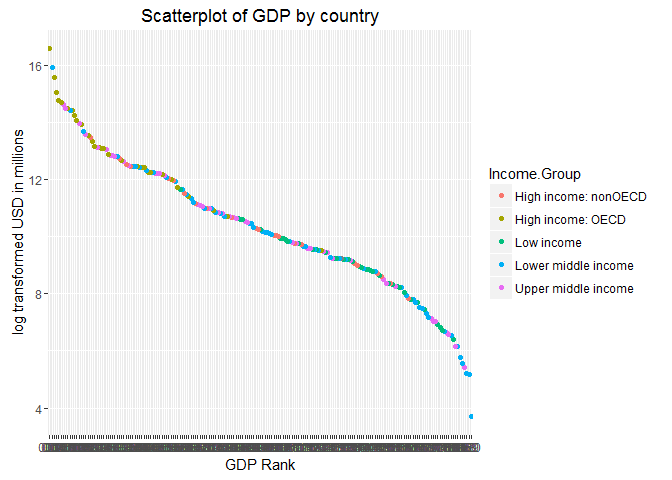 Scatterplot of GDP by country
log transformed USD in millions
16
12
8
4
GDP Rank
Income.Group
High income: nonOECD
High income: OECD
Low income
Lower middle income
Upper middle income